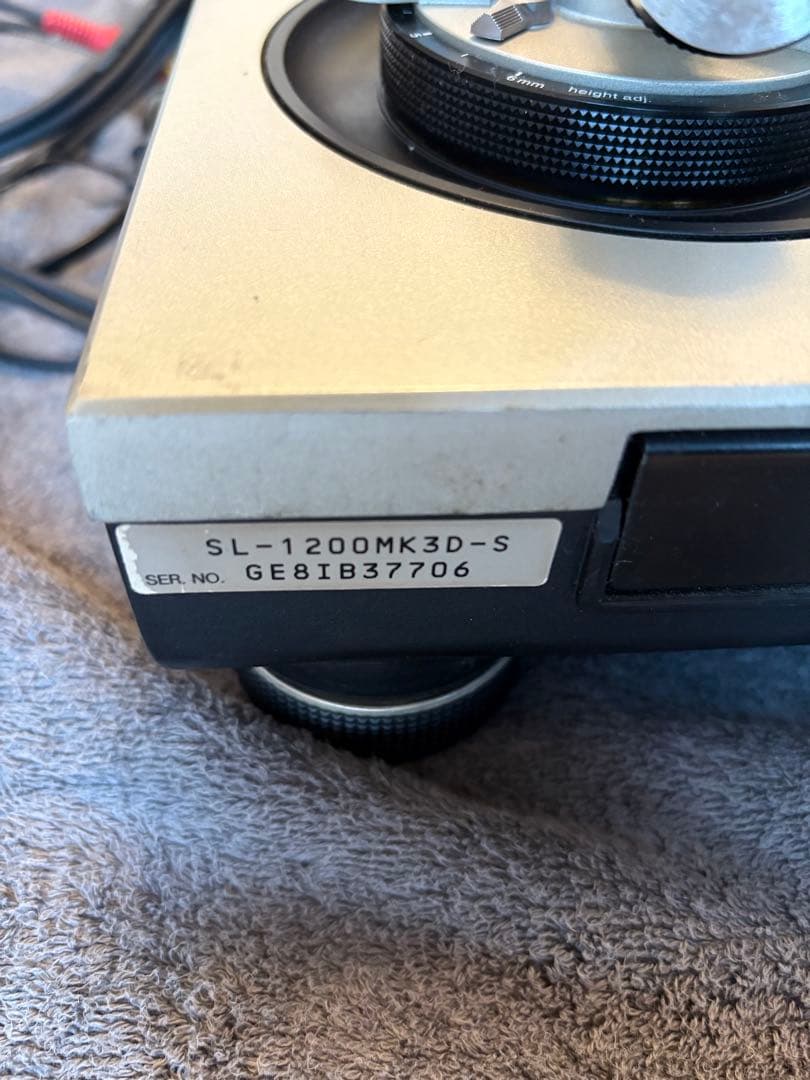 6mm height adj.
SL-1200MK3D-S
SER. NO. GE8IB37706